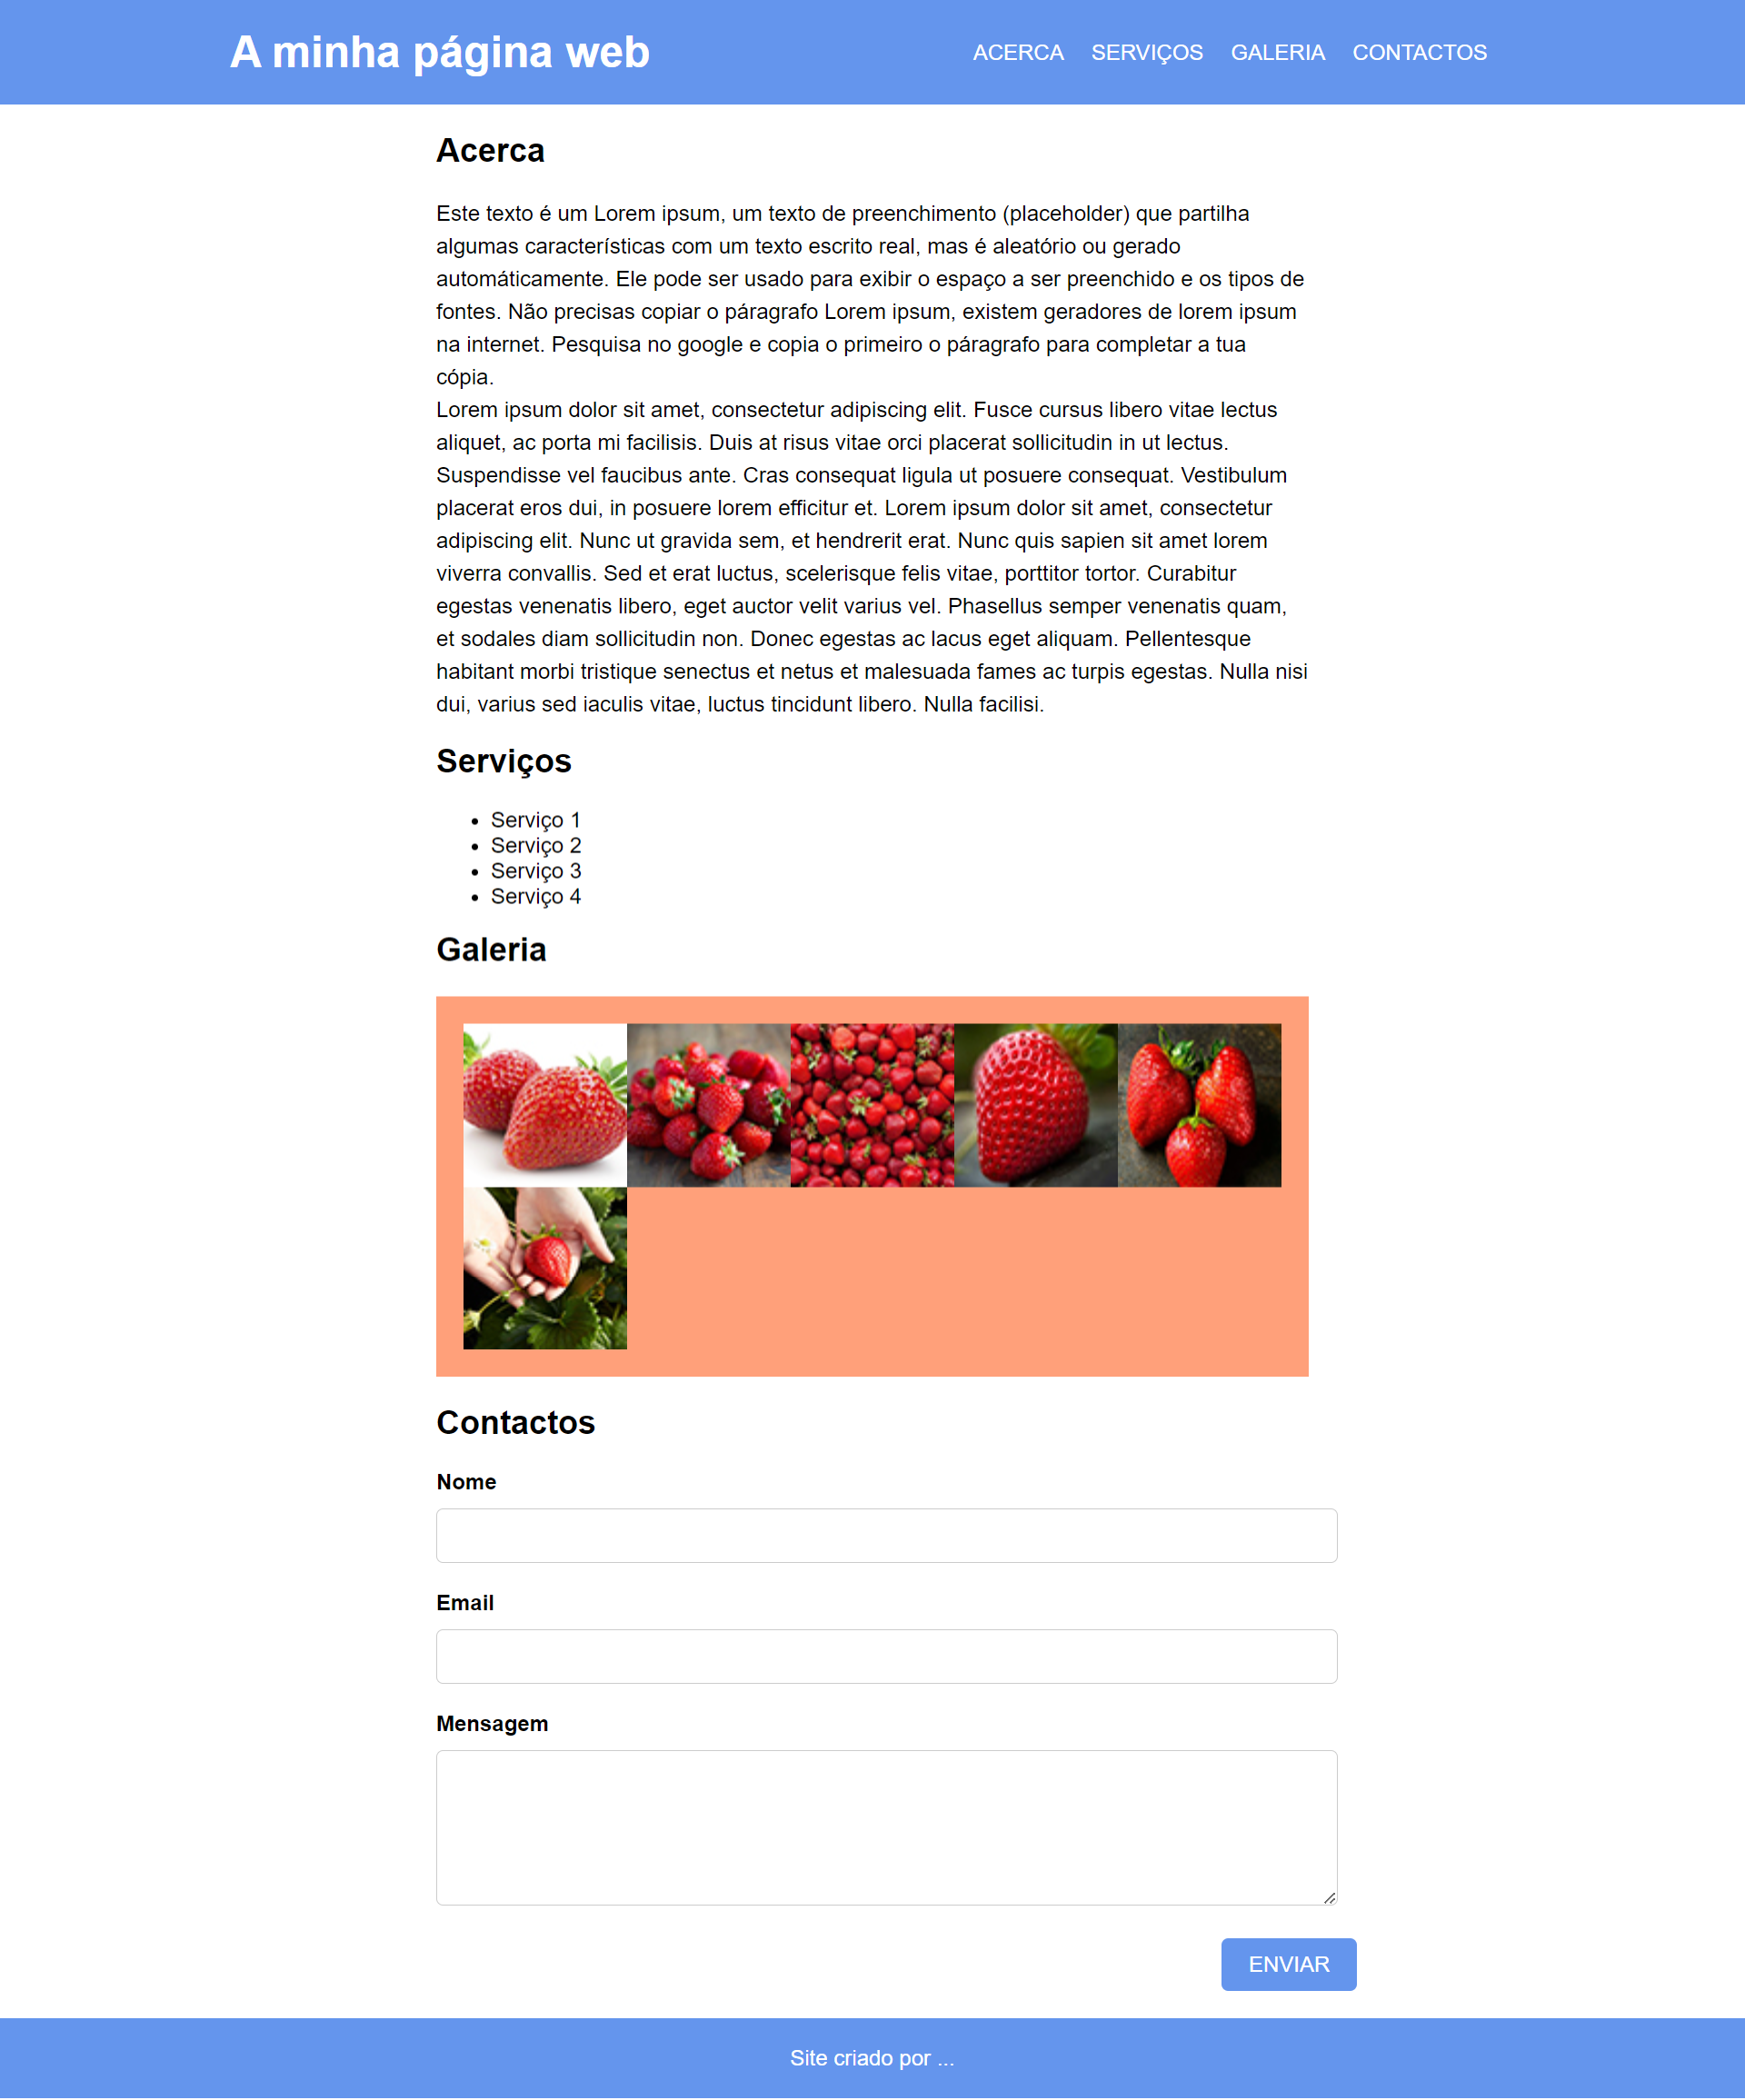 A minha página web
ACERCA SERVIÇOS GALERIA CONTACTOS
Acerca
Este texto é um Lorem ipsum, um texto de preenchimento (placeholder) que partilha
algumas características com um texto escrito real, mas é aleatório ou gerado
automáticamente. Ele pode ser usado para exibir o espaço a ser preenchido e os tipos de
fontes. Não precisas copiar o páragrafo Lorem ipsum, existem geradores de lorem ipsum
na internet. Pesquisa no google e copia o primeiro o páragrafo para completar a tua
cópia.
Lorem ipsum dolor sit amet, consectetur adipiscing elit. Fusce cursus libero vitae lectus
aliquet, ac porta mi facilisis. Duis at risus vitae orci placerat sollicitudin in ut lectus.
Suspendisse vel faucibus ante. Cras consequat ligula ut posuere consequat. Vestibulum
placerat eros dui, in posuere lorem efficitur et. Lorem ipsum dolor sit amet, consectetur
adipiscing elit. Nunc ut gravida sem, et hendrerit erat. Nunc quis sapien sit amet lorem
viverra convallis. Sed et erat luctus, scelerisque felis vitae, porttitor tortor. Curabitur
egestas venenatis libero, eget auctor velit varius vel. Phasellus semper venenatis quam,
et sodales diam sollicitudin non. Donec egestas ac lacus eget aliquam. Pellentesque
habitant morbi tristique senectus et netus et malesuada fames ac turpis egestas. Nulla nisi
dui, varius sed iaculis vitae, luctus tincidunt libero. Nulla facilisi.
Serviços
• Serviço 1
• Serviço 2
• Serviço 3
• Serviço 4
Galeria
Contactos
Nome
Email
Mensagem
ENVIAR
Site criado por ...